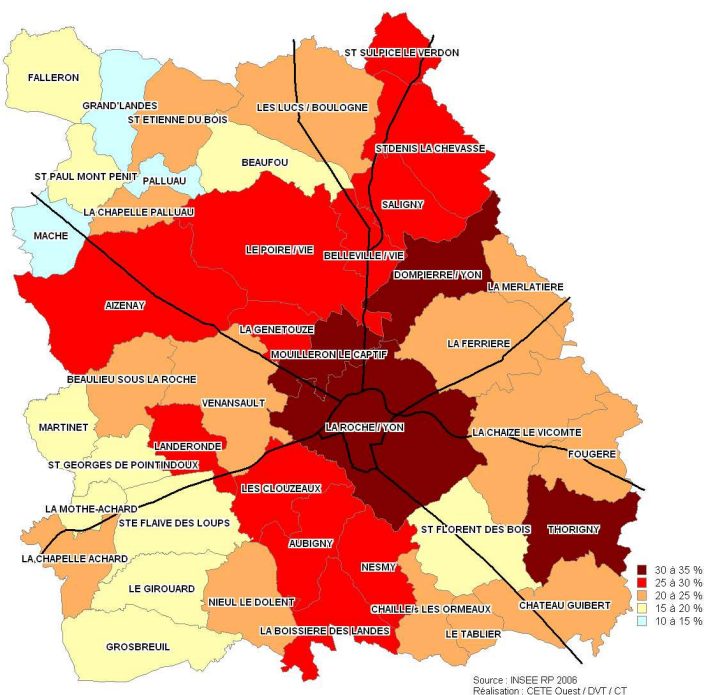 ST SULPICE LE VERDON
FALLERON
GRAND'LANDES
LES LUCS / BOULOGNE
ST ETIENNE DU BOIS
STDENIS LA CHEVASSE
BEAUFOU
ST PAUL MONT PENIT
PALLUAU
SALIGNY
LA CHAPELLE PALLUAU
MACHE
LE POIRE / VIE
BELLEVILLE / VIE
DOMPIERRE / YON
LA MERLATIERE
AIZENAY
LA GENETOUZE
LA FERRIERE
MOUILLERON LE CAPTIF
BEAULIEU SOUS LA ROCHE
VENANSAULT
MARTINET
LA ROCHE / YON
LA CHAIZE LE VICOMTE
LANDERONDE
FOUGERE
ST GEORGES DE POINTINDOUX
LES CLOUZEAUX
LA MOTHE-ACHARD
STE FLAIVE DES LOUPS
ST FLORENT DES BOIS
THORIGNY
AUBIGNY
LA CHAPELLE ACHARD
NESMY
LE GIROUARD
NIEUL LE DOLENT
CHAILLE/s LES ORMEAUX
CHATEAU GUIBERT
LA BOISSIERE DES LANDES
LE TABLIER
GROSBREUIL
30 à 35 %
25 à 30 %
20 à 25 %
15 à 20 %
10 à 15 %
Source : INSEE RP 2006
Réalisation : CETE Ouest / DVT / CT